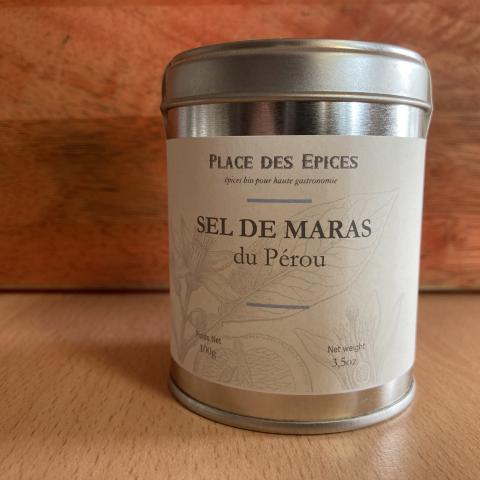 PLACE DES EPICES
épices bio pour haute gastronomie
SEL DE MARAS
du Pérou
Poids Net
100g
Net weight
3,5oz